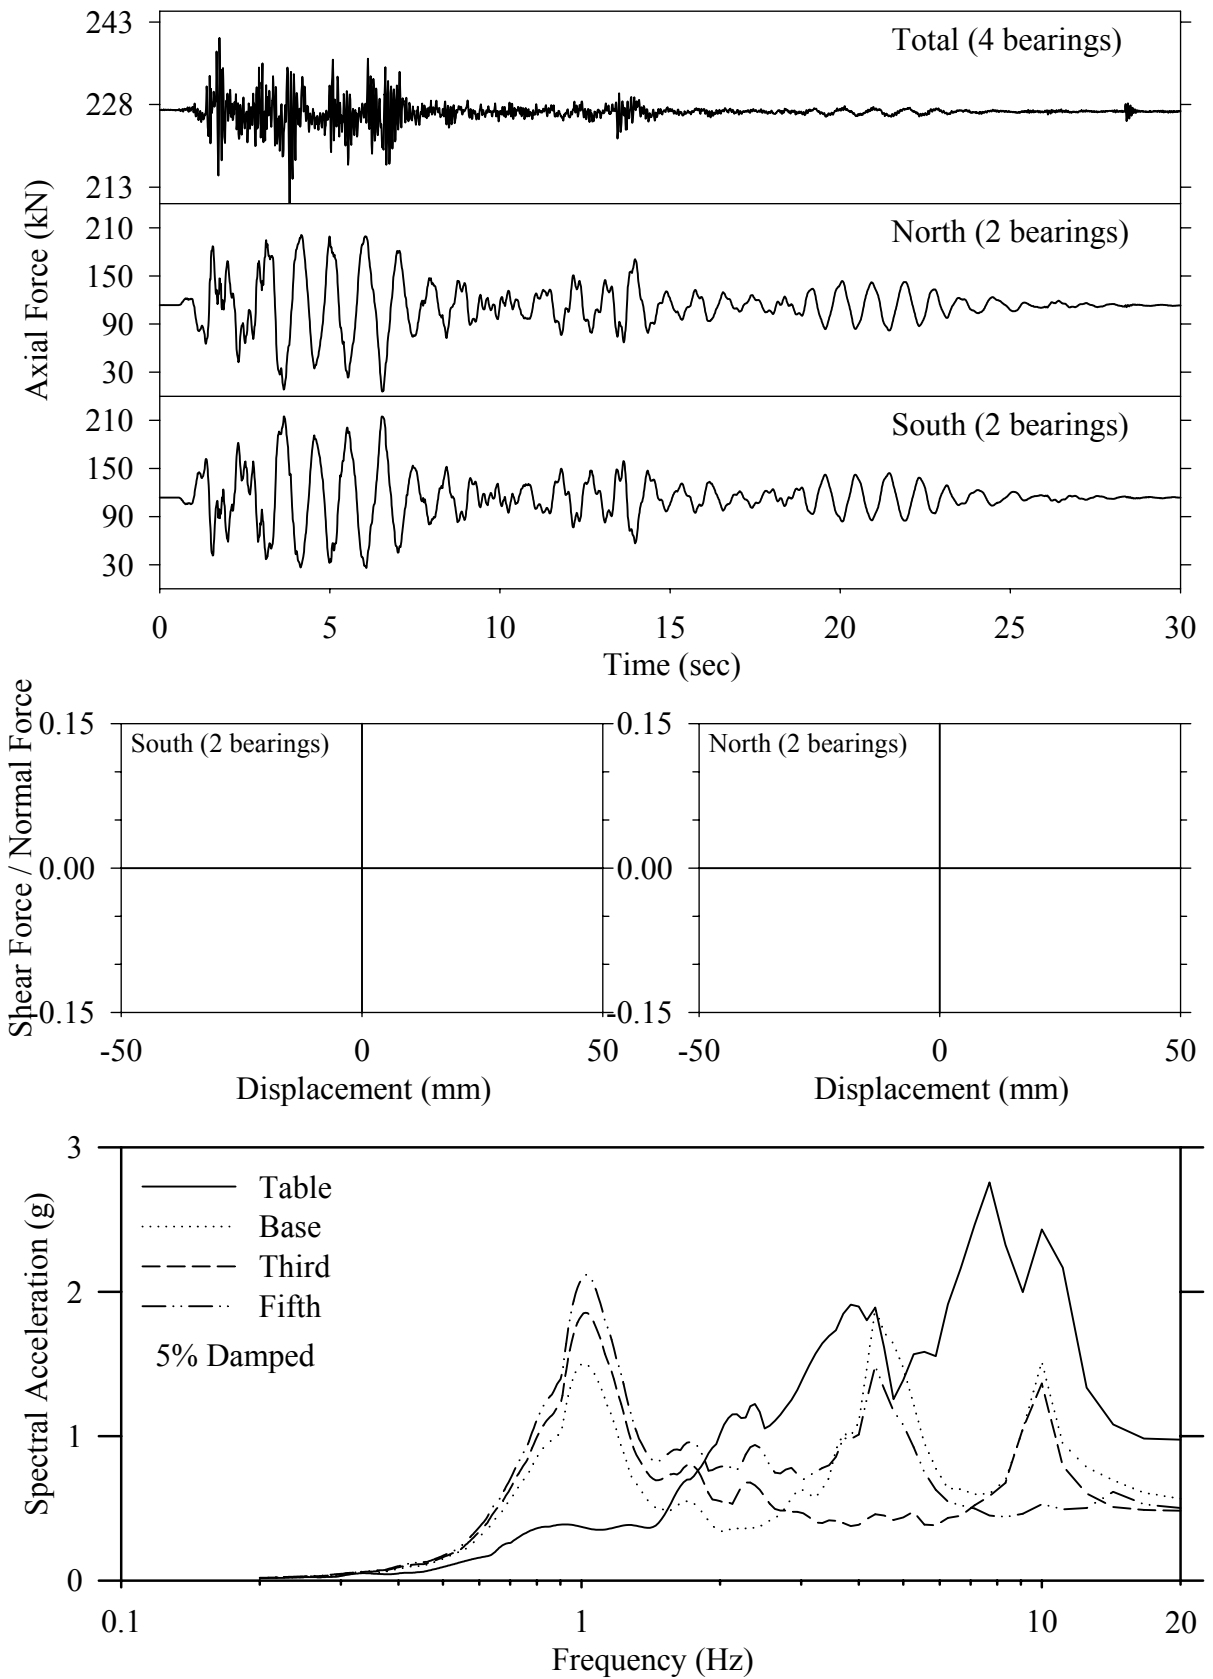 243
Total (4 bearings)
228
213
Axial Force (kN)
210
North (2 bearings)
150
90
30
210
South (2 bearings)
150
90
30
0 5 10 15 20 25 30
Time (sec)
Shear Force / Normal Force
0.15 0.15
South (2 bearings) North (2 bearings)
0.00 0.00
-0.15 -0.15
-50 0 50 -50 0 50
Displacement (mm) Displacement (mm)
Spectral Acceleration (g)
3
Table
Base
2
Third
Fifth
5% Damped
1
0
0.1 1 10 20
Frequency (Hz)